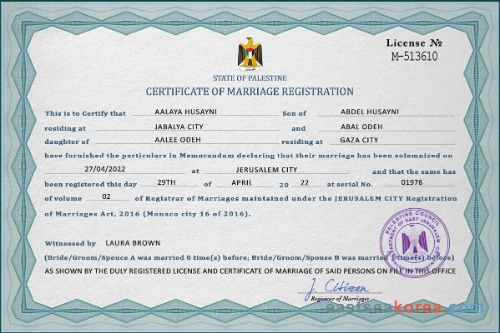 License №
M-513610
STATE OF PALESTINE
CERTIFICATE OF MARRIAGE REGISTRATION
This is to Certify that AALAYA HUSAYNI Son of ABDEL HUSAYNI
residing at JABALYA CITY and ABAL ODEH
daughter of AALEE ODEH residing at GAZA CITY
have furnished the particulars in Memorandum declaring that their marriage has been solemnized on
27/04/2022 at JERUSALEM CITY and that the same has
been registered this day 29TH of APRIL 20 22 at serial No. 01976
of volume 02 of Registrar of Marriages maintained under the JERUSALEM CITY Registration
of Marriages Act, 2016 (Monaco city 16 of 2016).
Witnessed by LAURA BROWN
(Bride/Groom/Spouce A was married 0 time(s) before; Bride/Groom/Spouce B was married time(s) before)
AS SHOWN BY THE DULY REGISTERED LICENSE AND CERTIFICATE OF MARRIAGE OF SAID PERSONS ON FILE IN THIS OFFICE
PALESTINE COUNCIL
DEPARTMENT OF EAST JERUSALEM CITY
J. Citizen
Registrar of Marriages
eastseakorea.com